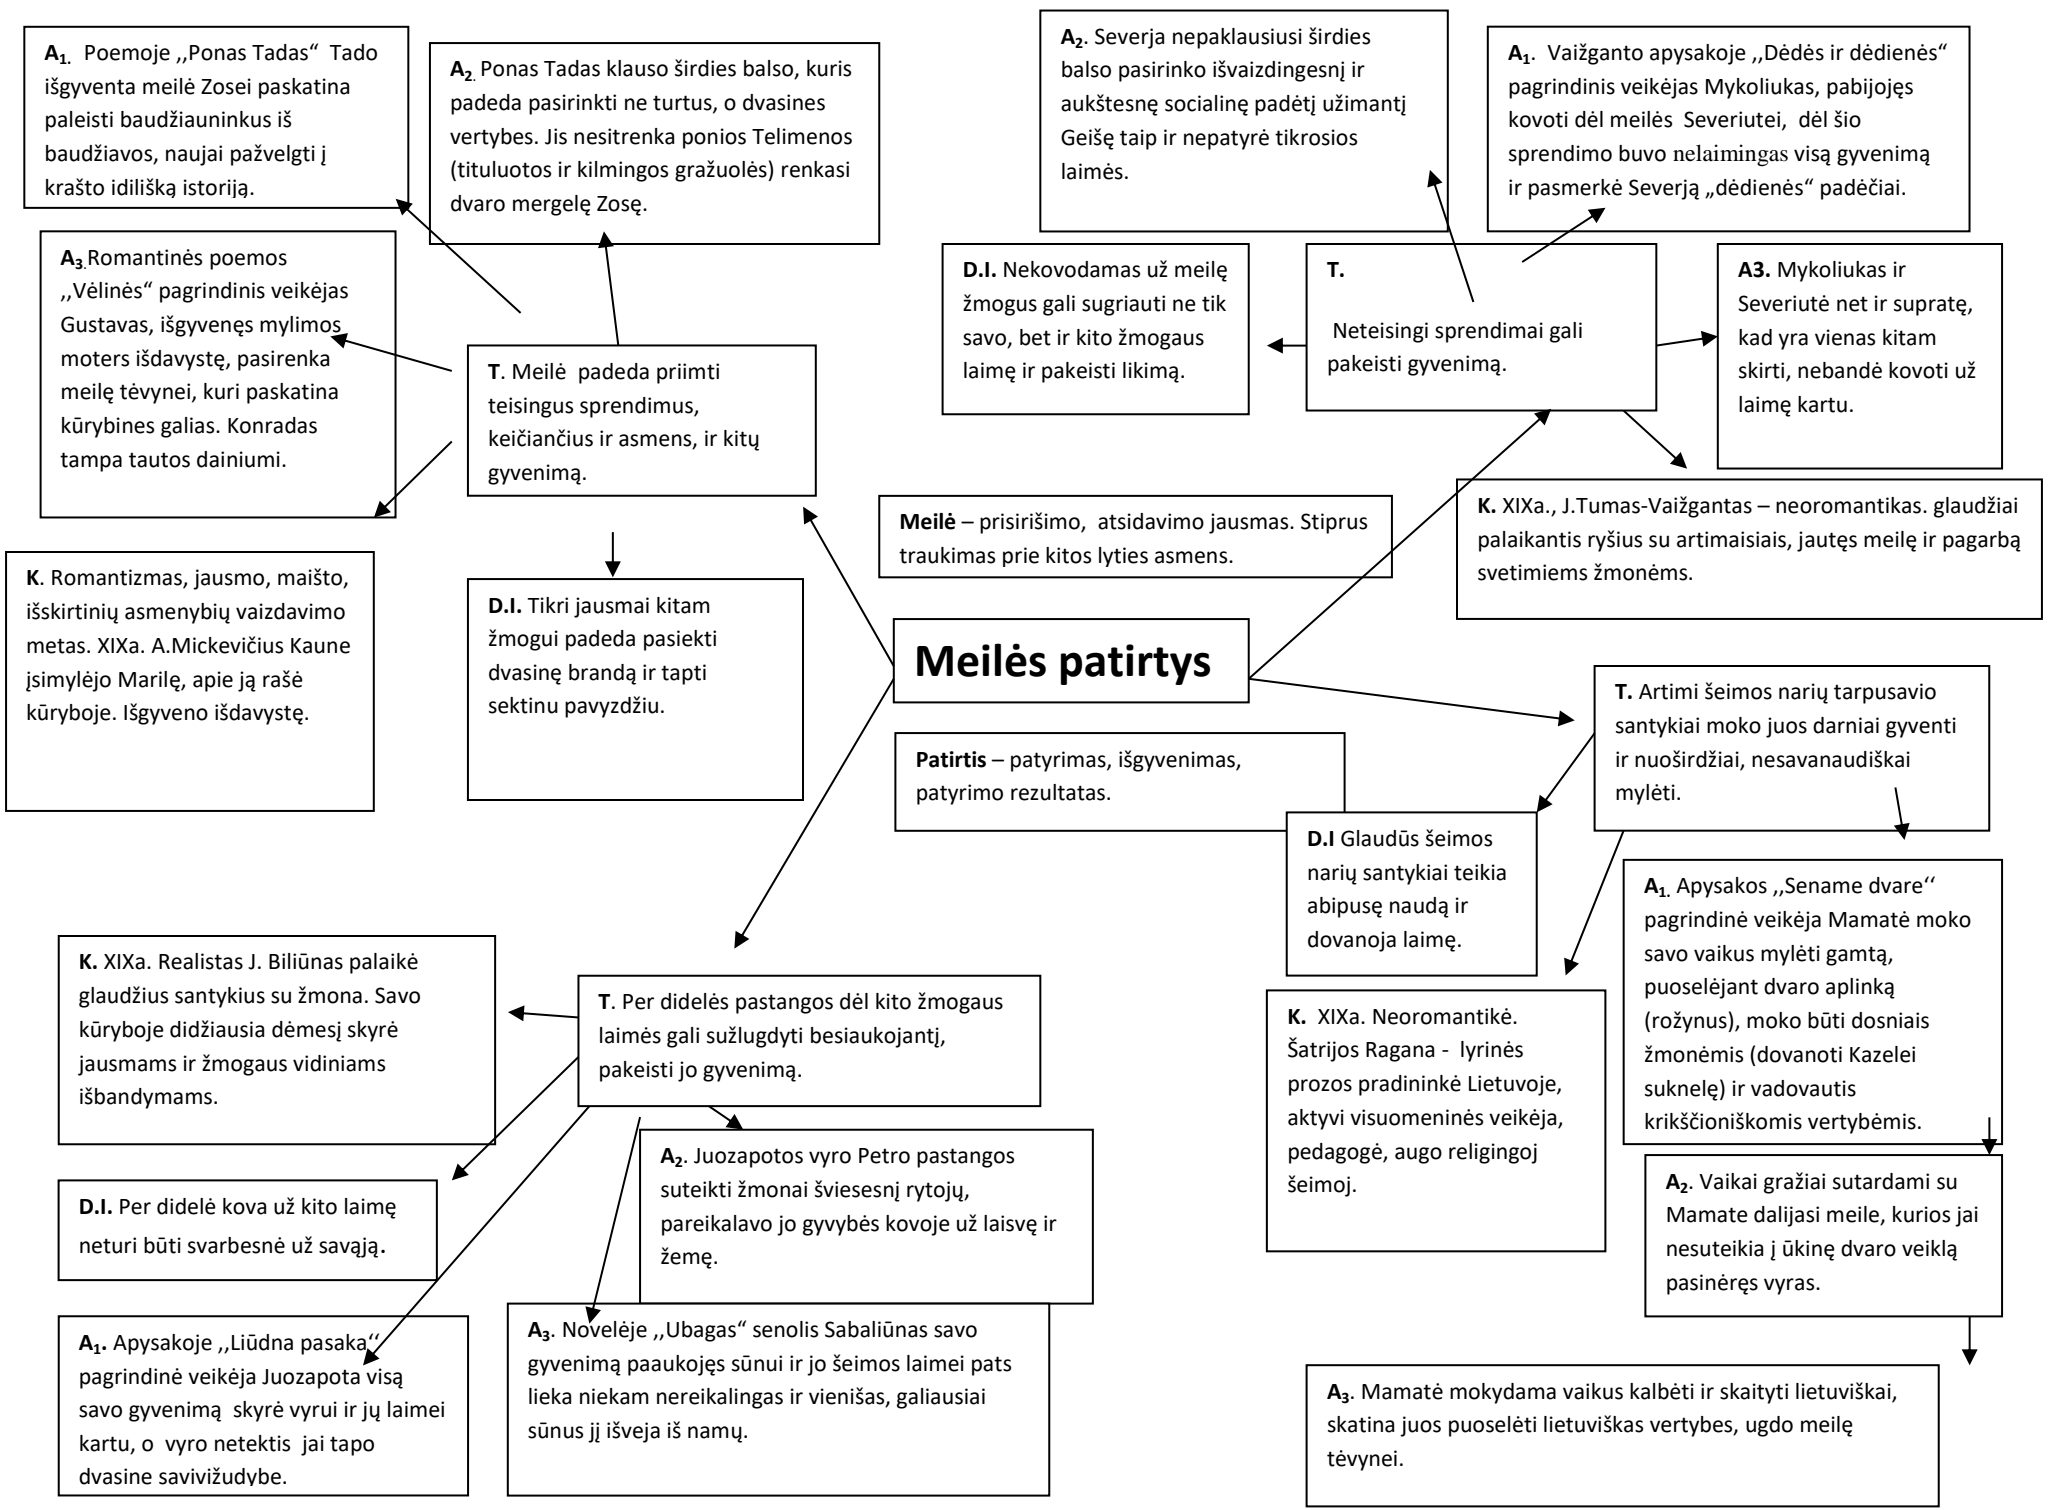 A1. Poemoje ,,Ponas Tadas“ Tado
išgyventa meilė Zosei paskatina
paleisti baudžiauninkus iš
baudžiavos, naujai pažvelgti į
krašto idilišką istoriją.
A2. Ponas Tadas klauso širdies balso, kuris
padeda pasirinkti ne turtus, o dvasines
vertybes. Jis nesitrenka ponios Telimenos
(tituluotos ir kilmingos gražuolės) renkasi
dvaro mergelę Zosę.
A2. Severja nepaklausiusi širdies
balso pasirinko išvaizdingesnį ir
aukštesnę socialinę padėtį užimantį
Geišę taip ir nepatyrė tikrosios
laimės.
A1. Vaižganto apysakoje ,,Dėdės ir dėdienės“
pagrindinis veikėjas Mykoliukas, pabijojęs
kovoti dėl meilės Severiutei, dėl šio
sprendimo buvo nelaimingas visą gyvenimą
ir pasmerkė Severją „dėdienės“ padėčiai.
A3.Romantinės poemos
,,Vėlinės“ pagrindinis veikėjas
Gustavas, išgyvenęs mylimos
moters išdavystę, pasirenka
meilę tėvynei, kuri paskatina
kūrybines galias. Konradas
tampa tautos dainiumi.
T. Meilė padeda priimti
teisingus sprendimus,
keičiančius ir asmens, ir kitų
gyvenimą.
D.I. Nekovodamas už meilę
žmogus gali sugriauti ne tik
savo, bet ir kito žmogaus
laimę ir pakeisti likimą.
T.
Neteisingi sprendimai gali
pakeisti gyvenimą.
A3. Mykoliukas ir
Severiutė net ir supratę,
kad yra vienas kitam
skirti, nebandė kovoti už
laimę kartu.
K. Romantizmas, jausmo, maišto,
išskirtinių asmenybių vaizdavimo
metas. XIXa. A.Mickevičius Kaune
įsimylėjo Marilę, apie ją rašė
kūryboje. Išgyveno išdavystę.
D.I. Tikri jausmai kitam
žmogui padeda pasiekti
dvasinę brandą ir tapti
sektinu pavyzdžiu.
Meilė – prisirišimo, atsidavimo jausmas. Stiprus
traukimas prie kitos lyties asmens.
K. XIXa., J.Tumas-Vaižgantas – neoromantikas. glaudžiai
palaikantis ryšius su artimaisiais, jautęs meilę ir pagarbą
svetimiems žmonėms.
Meilės patirtys
Patirtis – patyrimas, išgyvenimas,
patyrimo rezultatas.
T. Artimi šeimos narių tarpusavio
santykiai moko juos darniai gyventi
ir nuoširdžiai, nesavanaudiškai
mylėti.
D.I Glaudūs šeimos
narių santykiai teikia
abipusę naudą ir
dovanoja laimę.
A1. Apysakos ,,Sename dvare‘‘
pagrindinė veikėja Mamatė moko
savo vaikus mylėti gamtą,
puoselėjant dvaro aplinką
(rožynus), moko būti dosniais
žmonėmis (dovanoti Kazelei
suknelę) ir vadovautis
krikščioniškomis vertybėmis.
K. XIXa. Realistas J. Biliūnas palaikė
glaudžius santykius su žmona. Savo
kūryboje didžiausia dėmesį skyrė
jausmams ir žmogaus vidiniams
išbandymams.
T. Per didelės pastangos dėl kito žmogaus
laimės gali sužlugdyti besiaukojantį,
pakeisti jo gyvenimą.
K. XIXa. Neoromantikė.
Šatrijos Ragana - lyrinės
prozos pradininkė Lietuvoje,
aktyvi visuomeninės veikėja,
pedagogė, augo religingoj
šeimoj.
D.I. Per didelė kova už kito laimę
neturi būti svarbesnė už savąją.
A2. Juozapotos vyro Petro pastangos
suteikti žmonai šviesesnį rytojų,
pareikalavo jo gyvybės kovoje už laisvę ir
žemę.
A2. Vaikai gražiai sutardami su
Mamate dalijasi meile, kurios jai
nesuteikia į ūkinę dvaro veiklą
pasinėręs vyras.
A1. Apysakoje ,,Liūdna pasaka‘‘
pagrindinė veikėja Juozapota visą
savo gyvenimą skyrė vyrui ir jų laimei
kartu, o vyro netektis jai tapo
dvasine savivižudybe.
A3. Novelėje ,,Ubagas“ senolis Sabaliūnas savo
gyvenimą paaukojęs sūnui ir jo šeimos laimei pats
lieka niekam nereikalingas ir vienišas, galiausiai
sūnus jį išveja iš namų.
A3. Mamatė mokydama vaikus kalbėti ir skaityti lietuviškai,
skatina juos puoselėti lietuviškas vertybes, ugdo meilę
tėvynei.